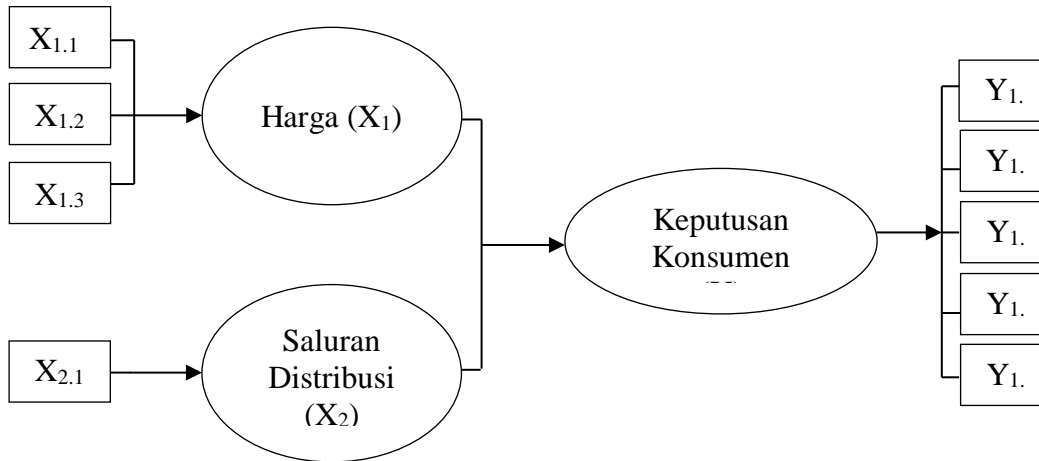 X1.1
X1.2
X1.3
Harga (X1)
X2.1
Saluran
Distribusi
(X2)
Keputusan
Konsumen
Y1.
Y1.
Y1.
Y1.
Y1.